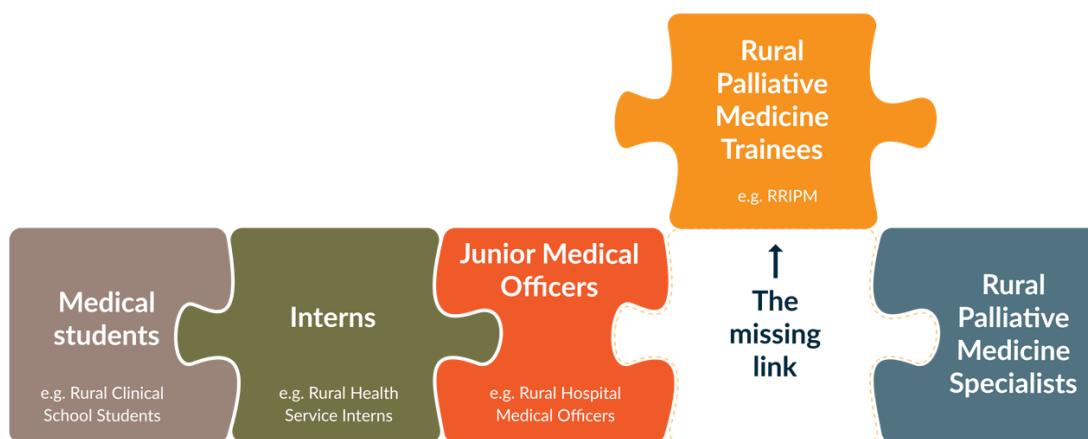 Rural
Palliative
Medicine
Trainees
e.g. RRIPM
Medical
students
e.g. Rural Clinical
School Students
Interns
e.g. Rural Health
Service Interns
Junior Medical
Officers
e.g. Rural Hospital
Medical Officers
The
missing
link
Rural
Palliative
Medicine
Specialists